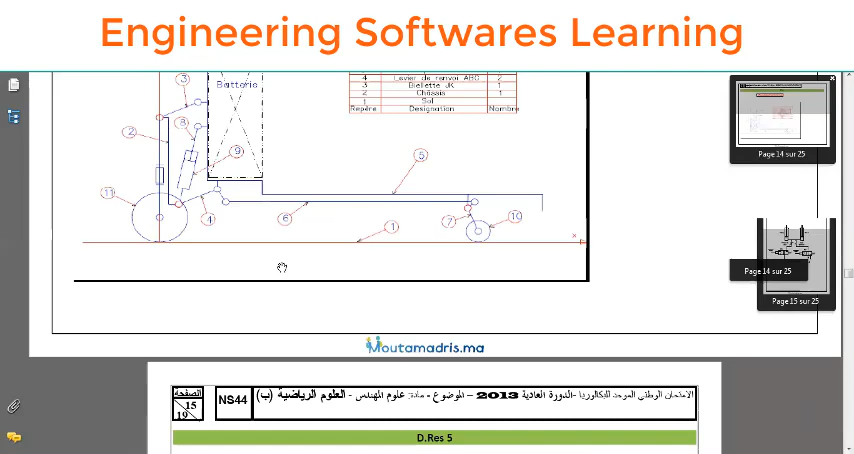 Engineering Softwares Learning
4 Levier de renvoi ABC 2
3 Biellette JK 1
2 Châssis 1
1 Sol
Repère Désignation Nombre
Batterie
3
8
2
9
5
11
4
6
7
10
1
x
Page 14 sur 25
Page 14 sur 25
Page 15 sur 25
Moutamadris.ma
الصفحة
15
19
NS44
الامتحان الوطني الموحد للبكالوريا -الدورة العادية 2013 – الموضوع - مادة: علوم المهندس - العلوم الرياضية (ب)
D.Res 5